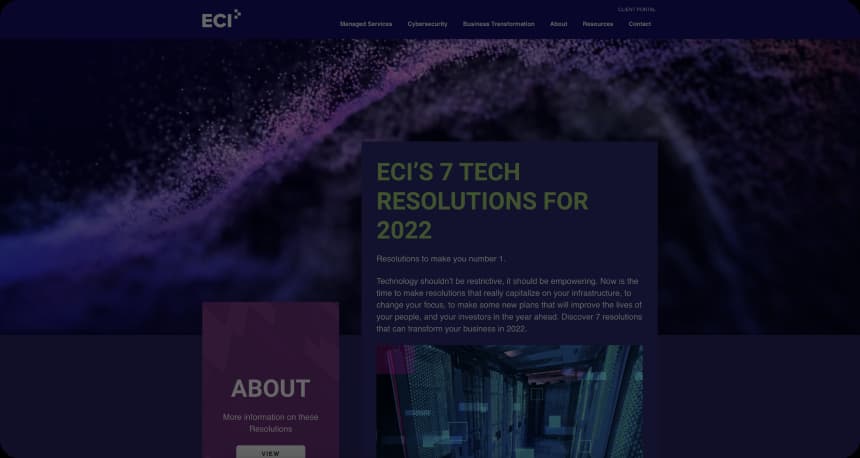 CLIENT PORTAL
ECI
Managed Services Cybersecurity Business Transformation About Resources Contact
ECI'S 7 TECH
RESOLUTIONS FOR
2022
Resolutions to make you number 1.
Technology shouldn't be restrictive, it should be empowering. Now is the
time to make resolutions that really capitalize on your infrastructure, to
change your focus, to make some new plans that will improve the lives of
your people, and your investors in the year ahead. Discover 7 resolutions
that can transform your business in 2022.
ABOUT
More information on these
Resolutions
VIEW